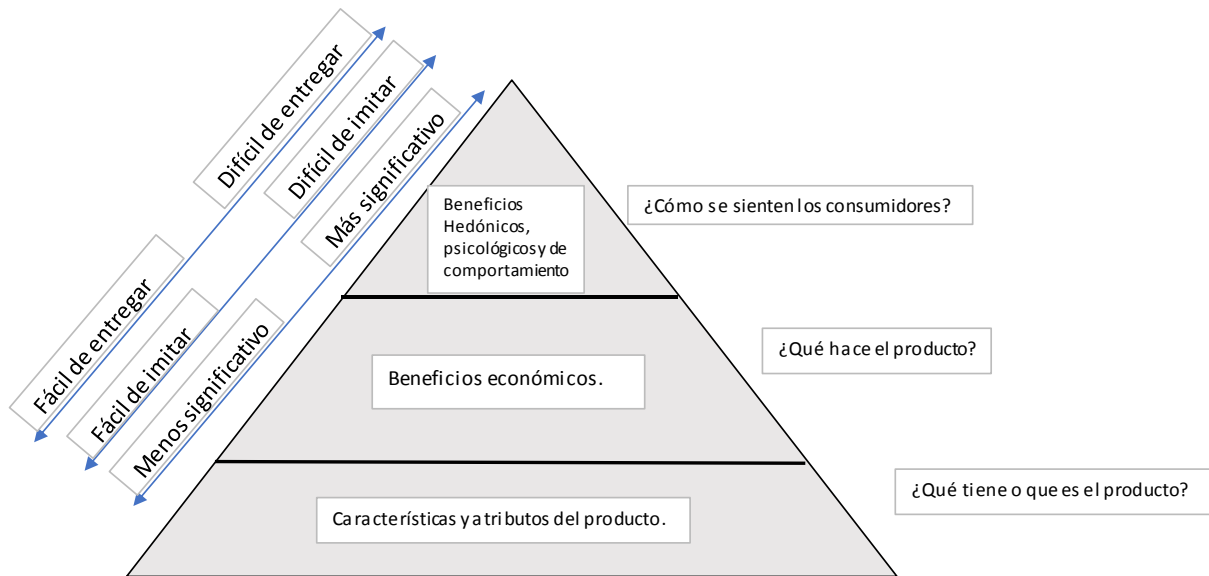 Difícil de entregar
Difícil de imitar
Más significativo
Fácil de entregar
Fácil de imitar
Menos significativo
Beneficios
Hedónicos,
psicológicos y de
comportamiento
¿Cómo se sienten los consumidores?
Beneficios económicos.
¿Qué hace el producto?
Características y atributos del producto.
¿Qué tiene o que es el producto?